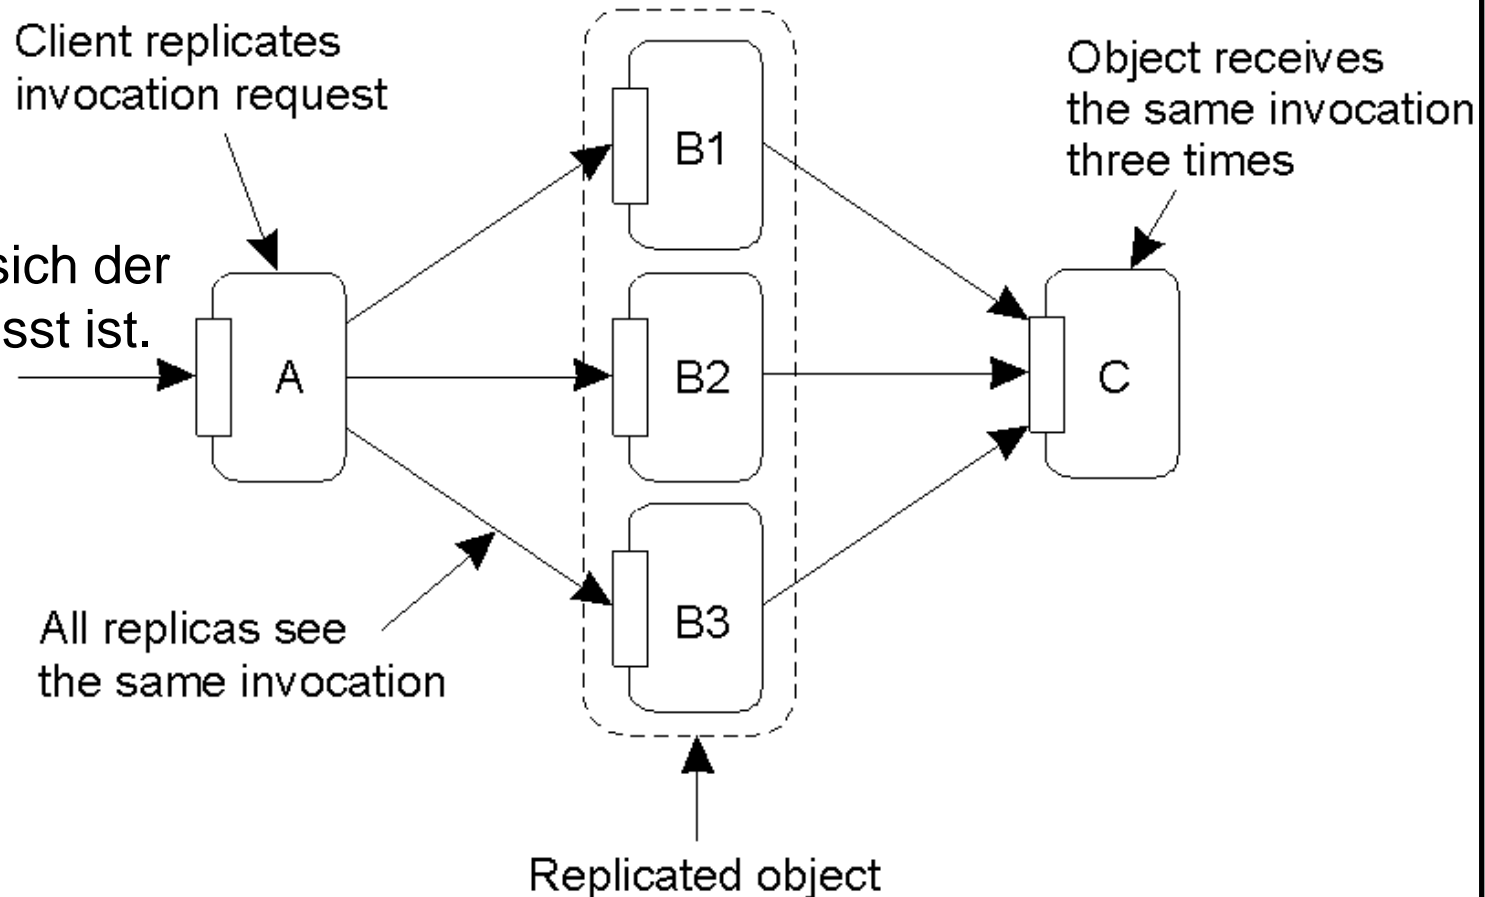 Client replicates
invocation request
Object receives
the same invocation
three times
B1
sich der
sst ist.
A
B2
C
B3
All replicas see
the same invocation
Replicated object